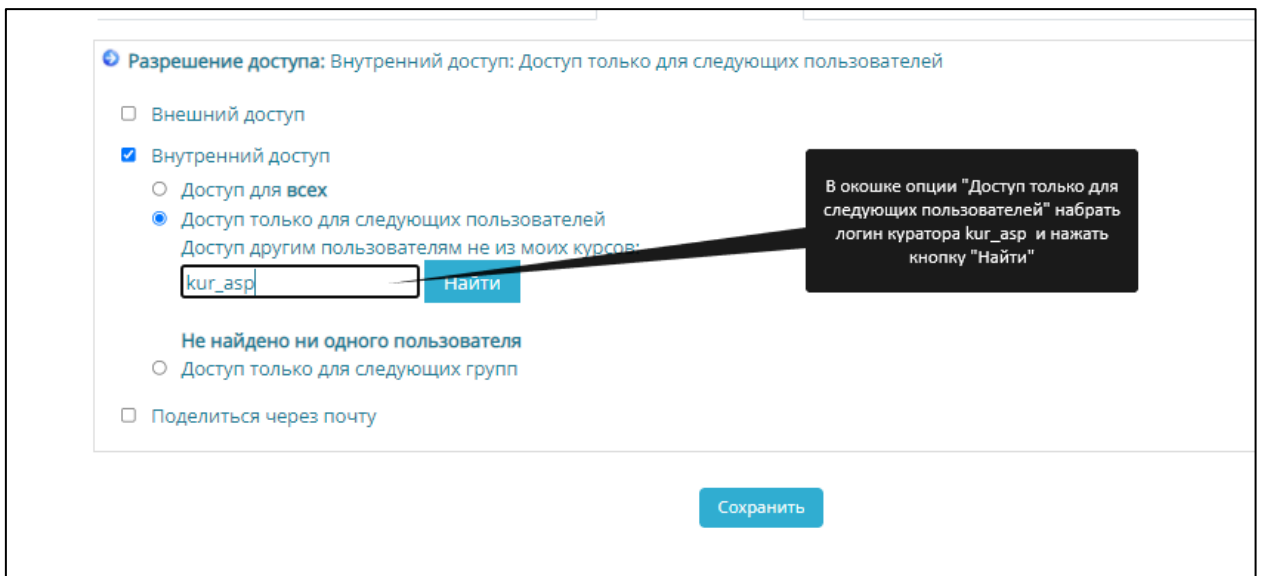 Разрешение доступа: Внутренний доступ: Доступ только для следующих пользователей
Внешний доступ
Внутренний доступ
Доступ для всех
Доступ только для следующих пользователей
Доступ другим пользователям не из моих курсов:
kur_asp
Найти
Не найдено ни одного пользователя
Доступ только для следующих групп
Поделиться через почту
В окошке опции "Доступ только для
следующих пользователей" набрать
логин куратора kur_asp и нажать
кнопку "Найти"
Сохранить